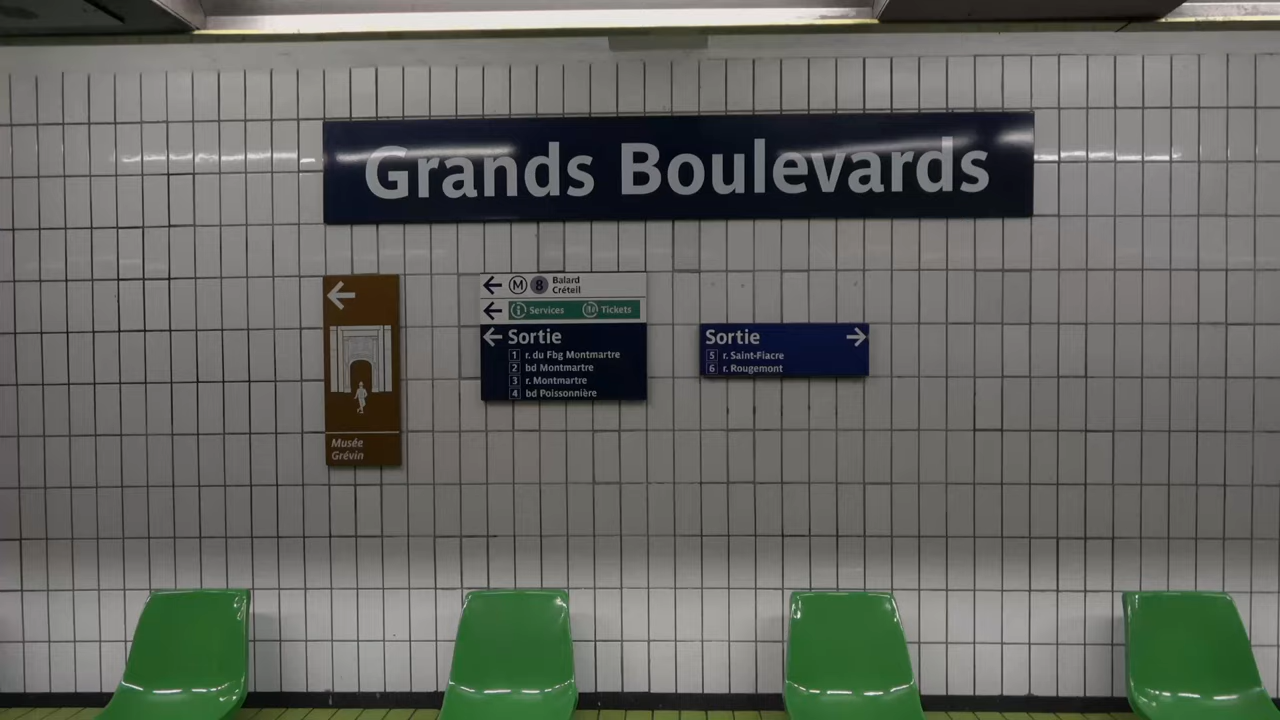 Grands Boulevards
Musée
Grévin
M 8 Balard
Créteil
i Services Tickets
Sortie
1 r. du Fbg Montmartre
2 bd Montmartre
3 r. Montmartre
4 bd Poissonnière
Sortie
5 r. Saint-Fiacre
6 r. Rougemont